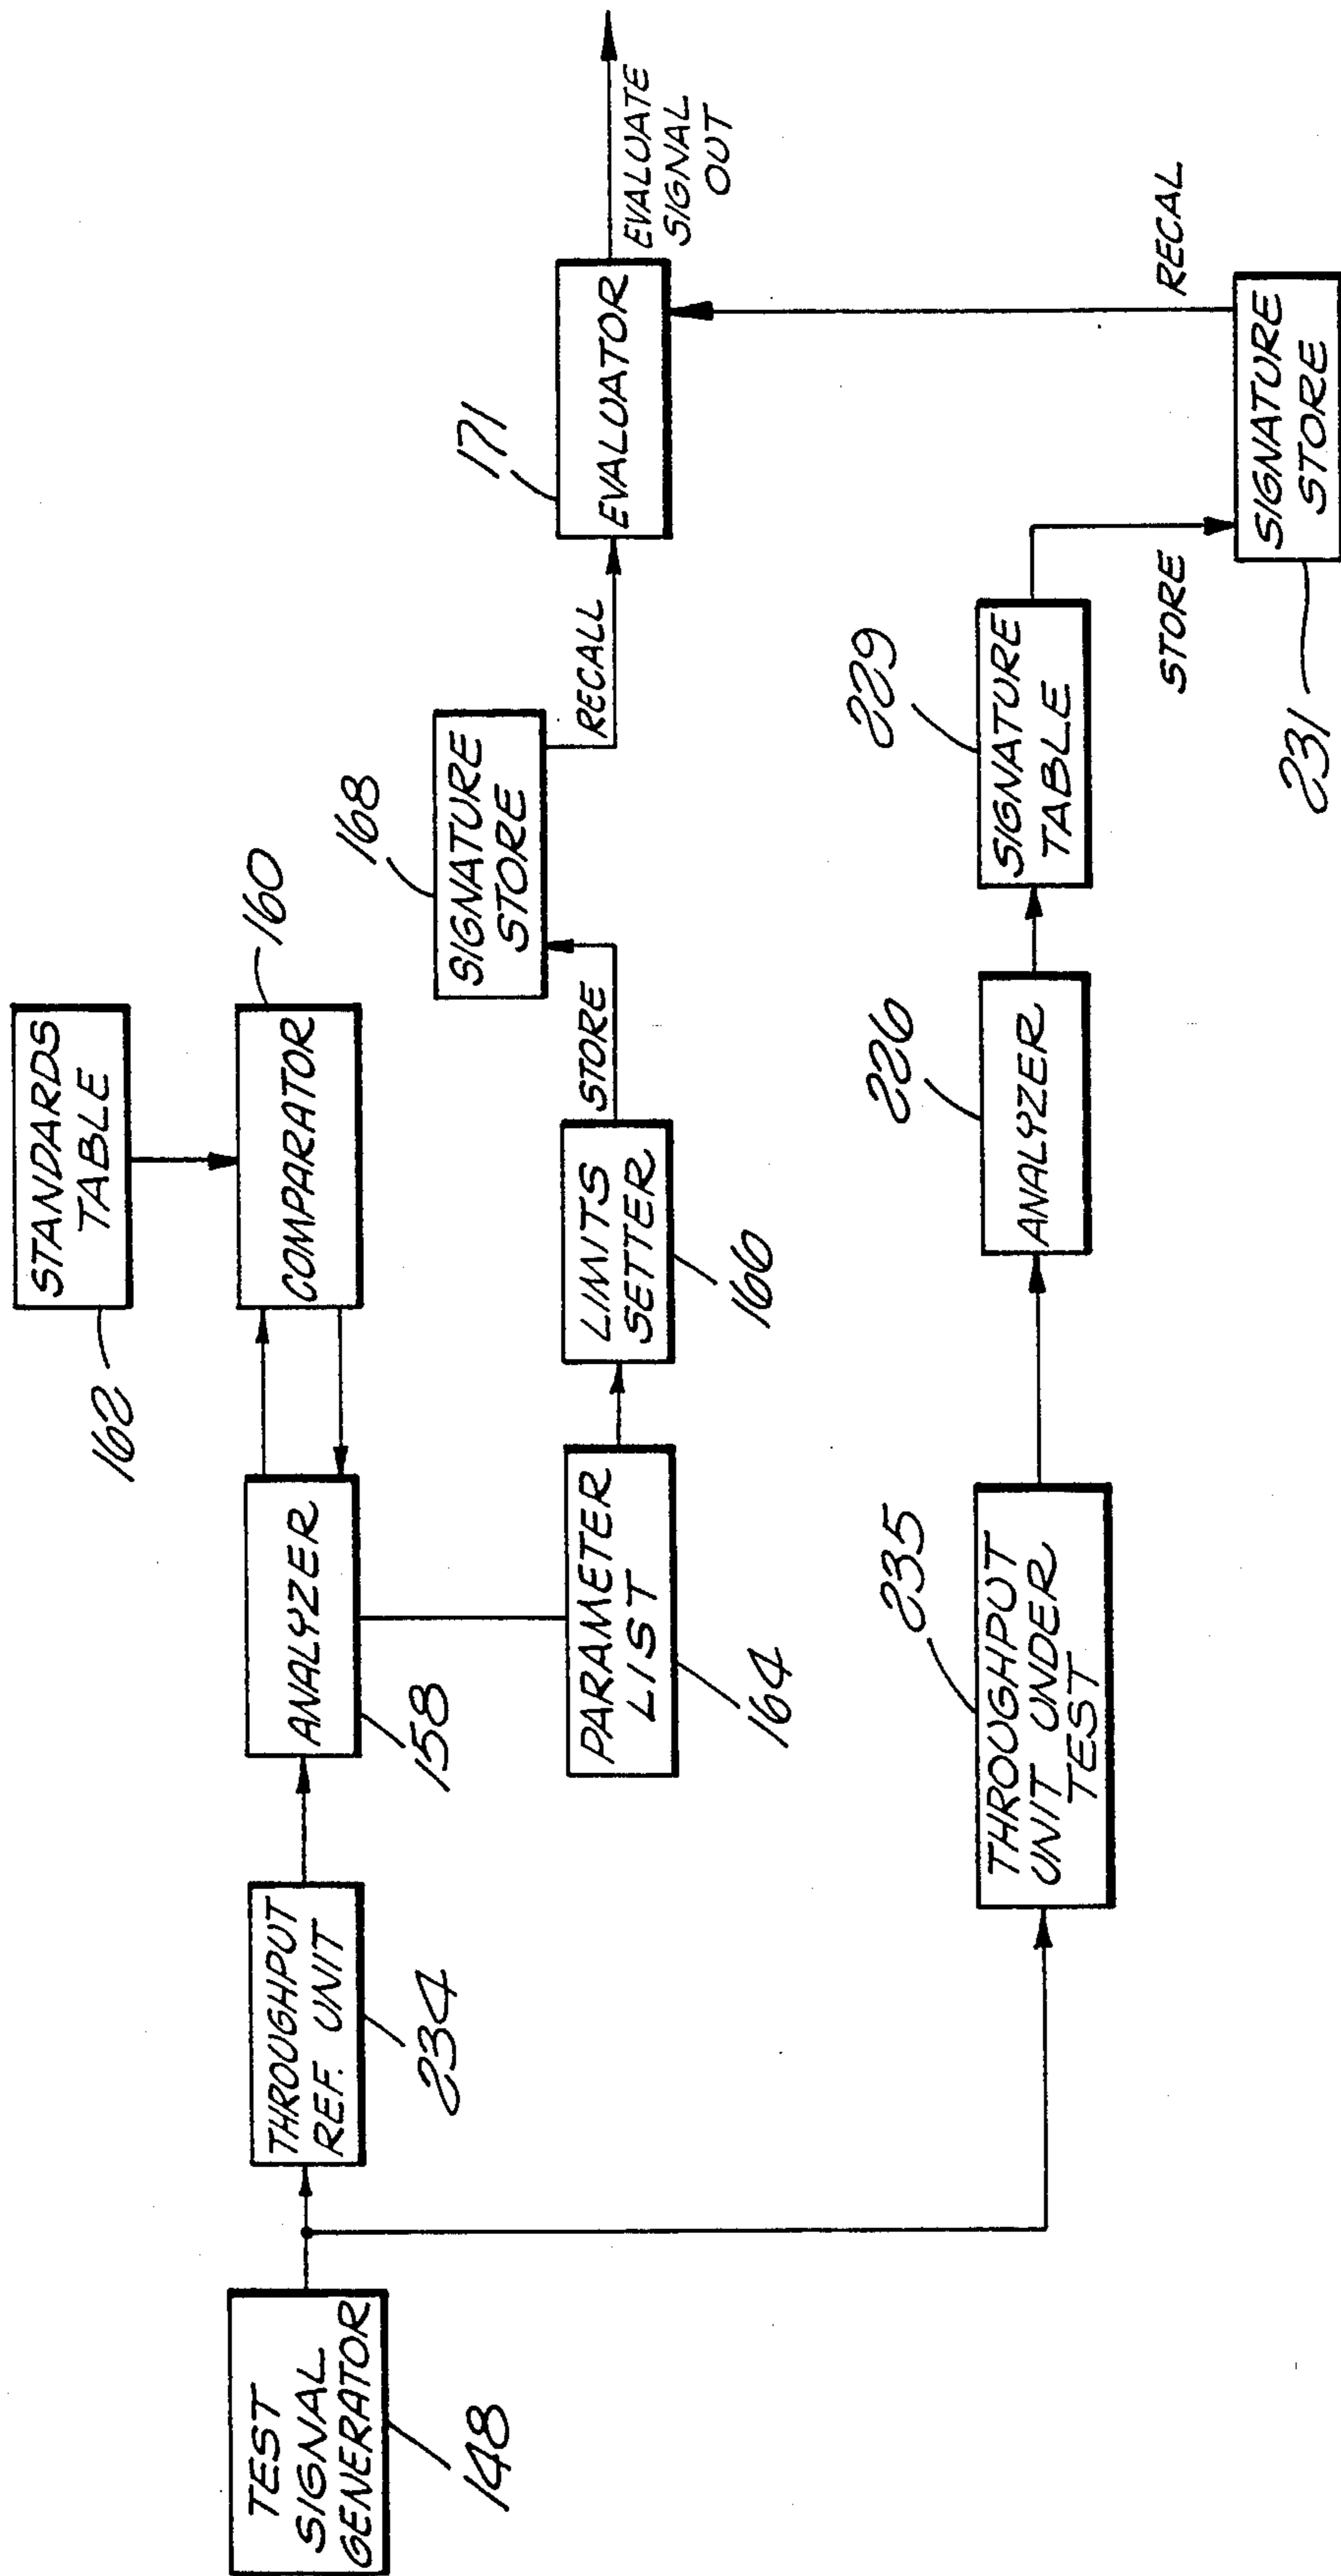 TEST
SIGNAL
GENERATOR
148
THROUGHPUT
REF. UNIT
234
ANALYZER
158
COMPARATOR
160
STANDARDS
TABLE
162
PARAMETER
LIST
164
LIMITS
SETTER
166
STORE
SIGNATURE
STORE
168
RECALL
EVALUATOR
171
EVALUATE
SIGNAL
OUT
THROUGHPUT
UNIT UNDER
TEST
235
ANALYZER
226
SIGNATURE
TABLE
229
STORE
SIGNATURE
STORE
231
RECAL